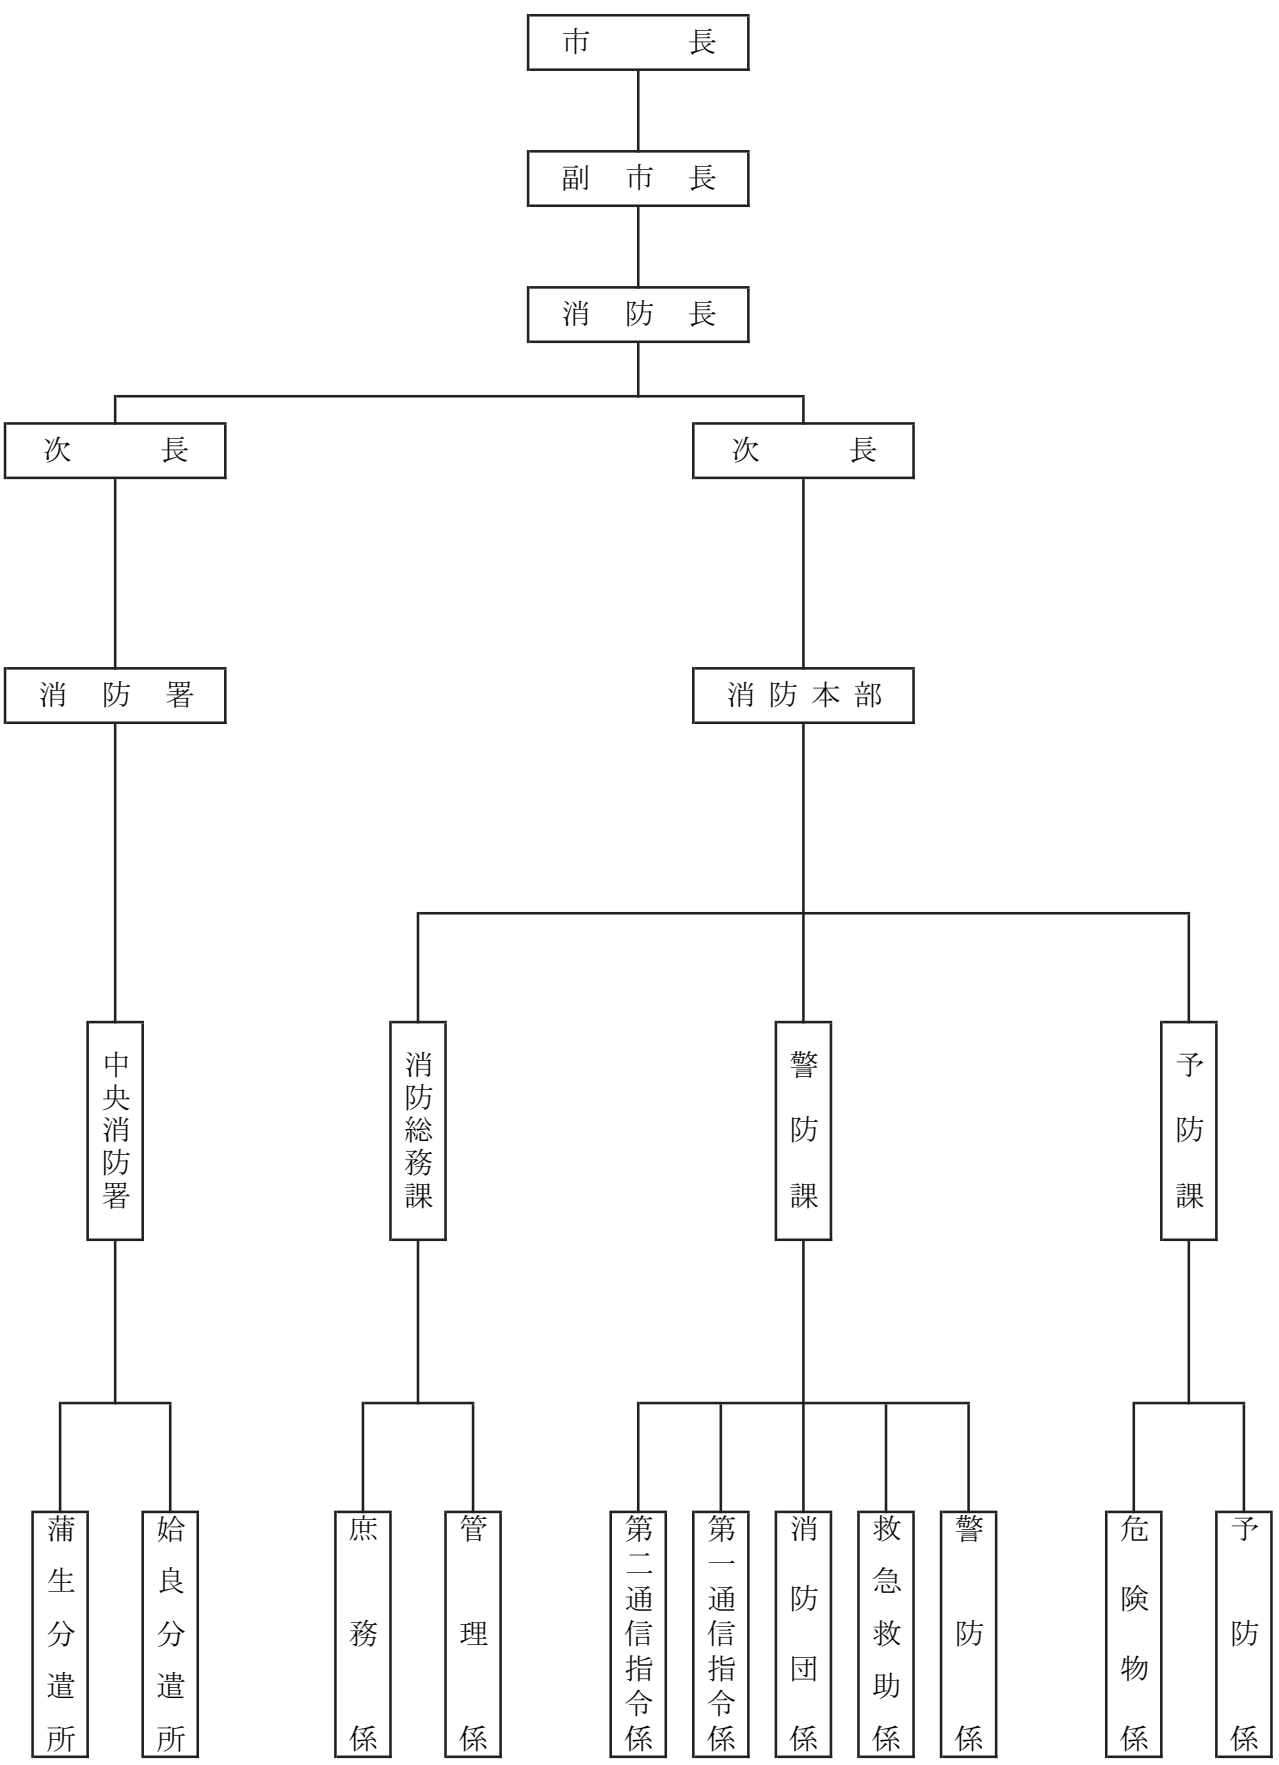 市長
副市長
消防長
次長
次長
消防署
消防本部
中央消防署
消防総務課
警防課
予防課
蒲生分遣所
姶良分遣所
庶務係
管理係
第二通信指令係
第一通信指令係
消防団係
救急救助係
警防係
危険物係
予防係